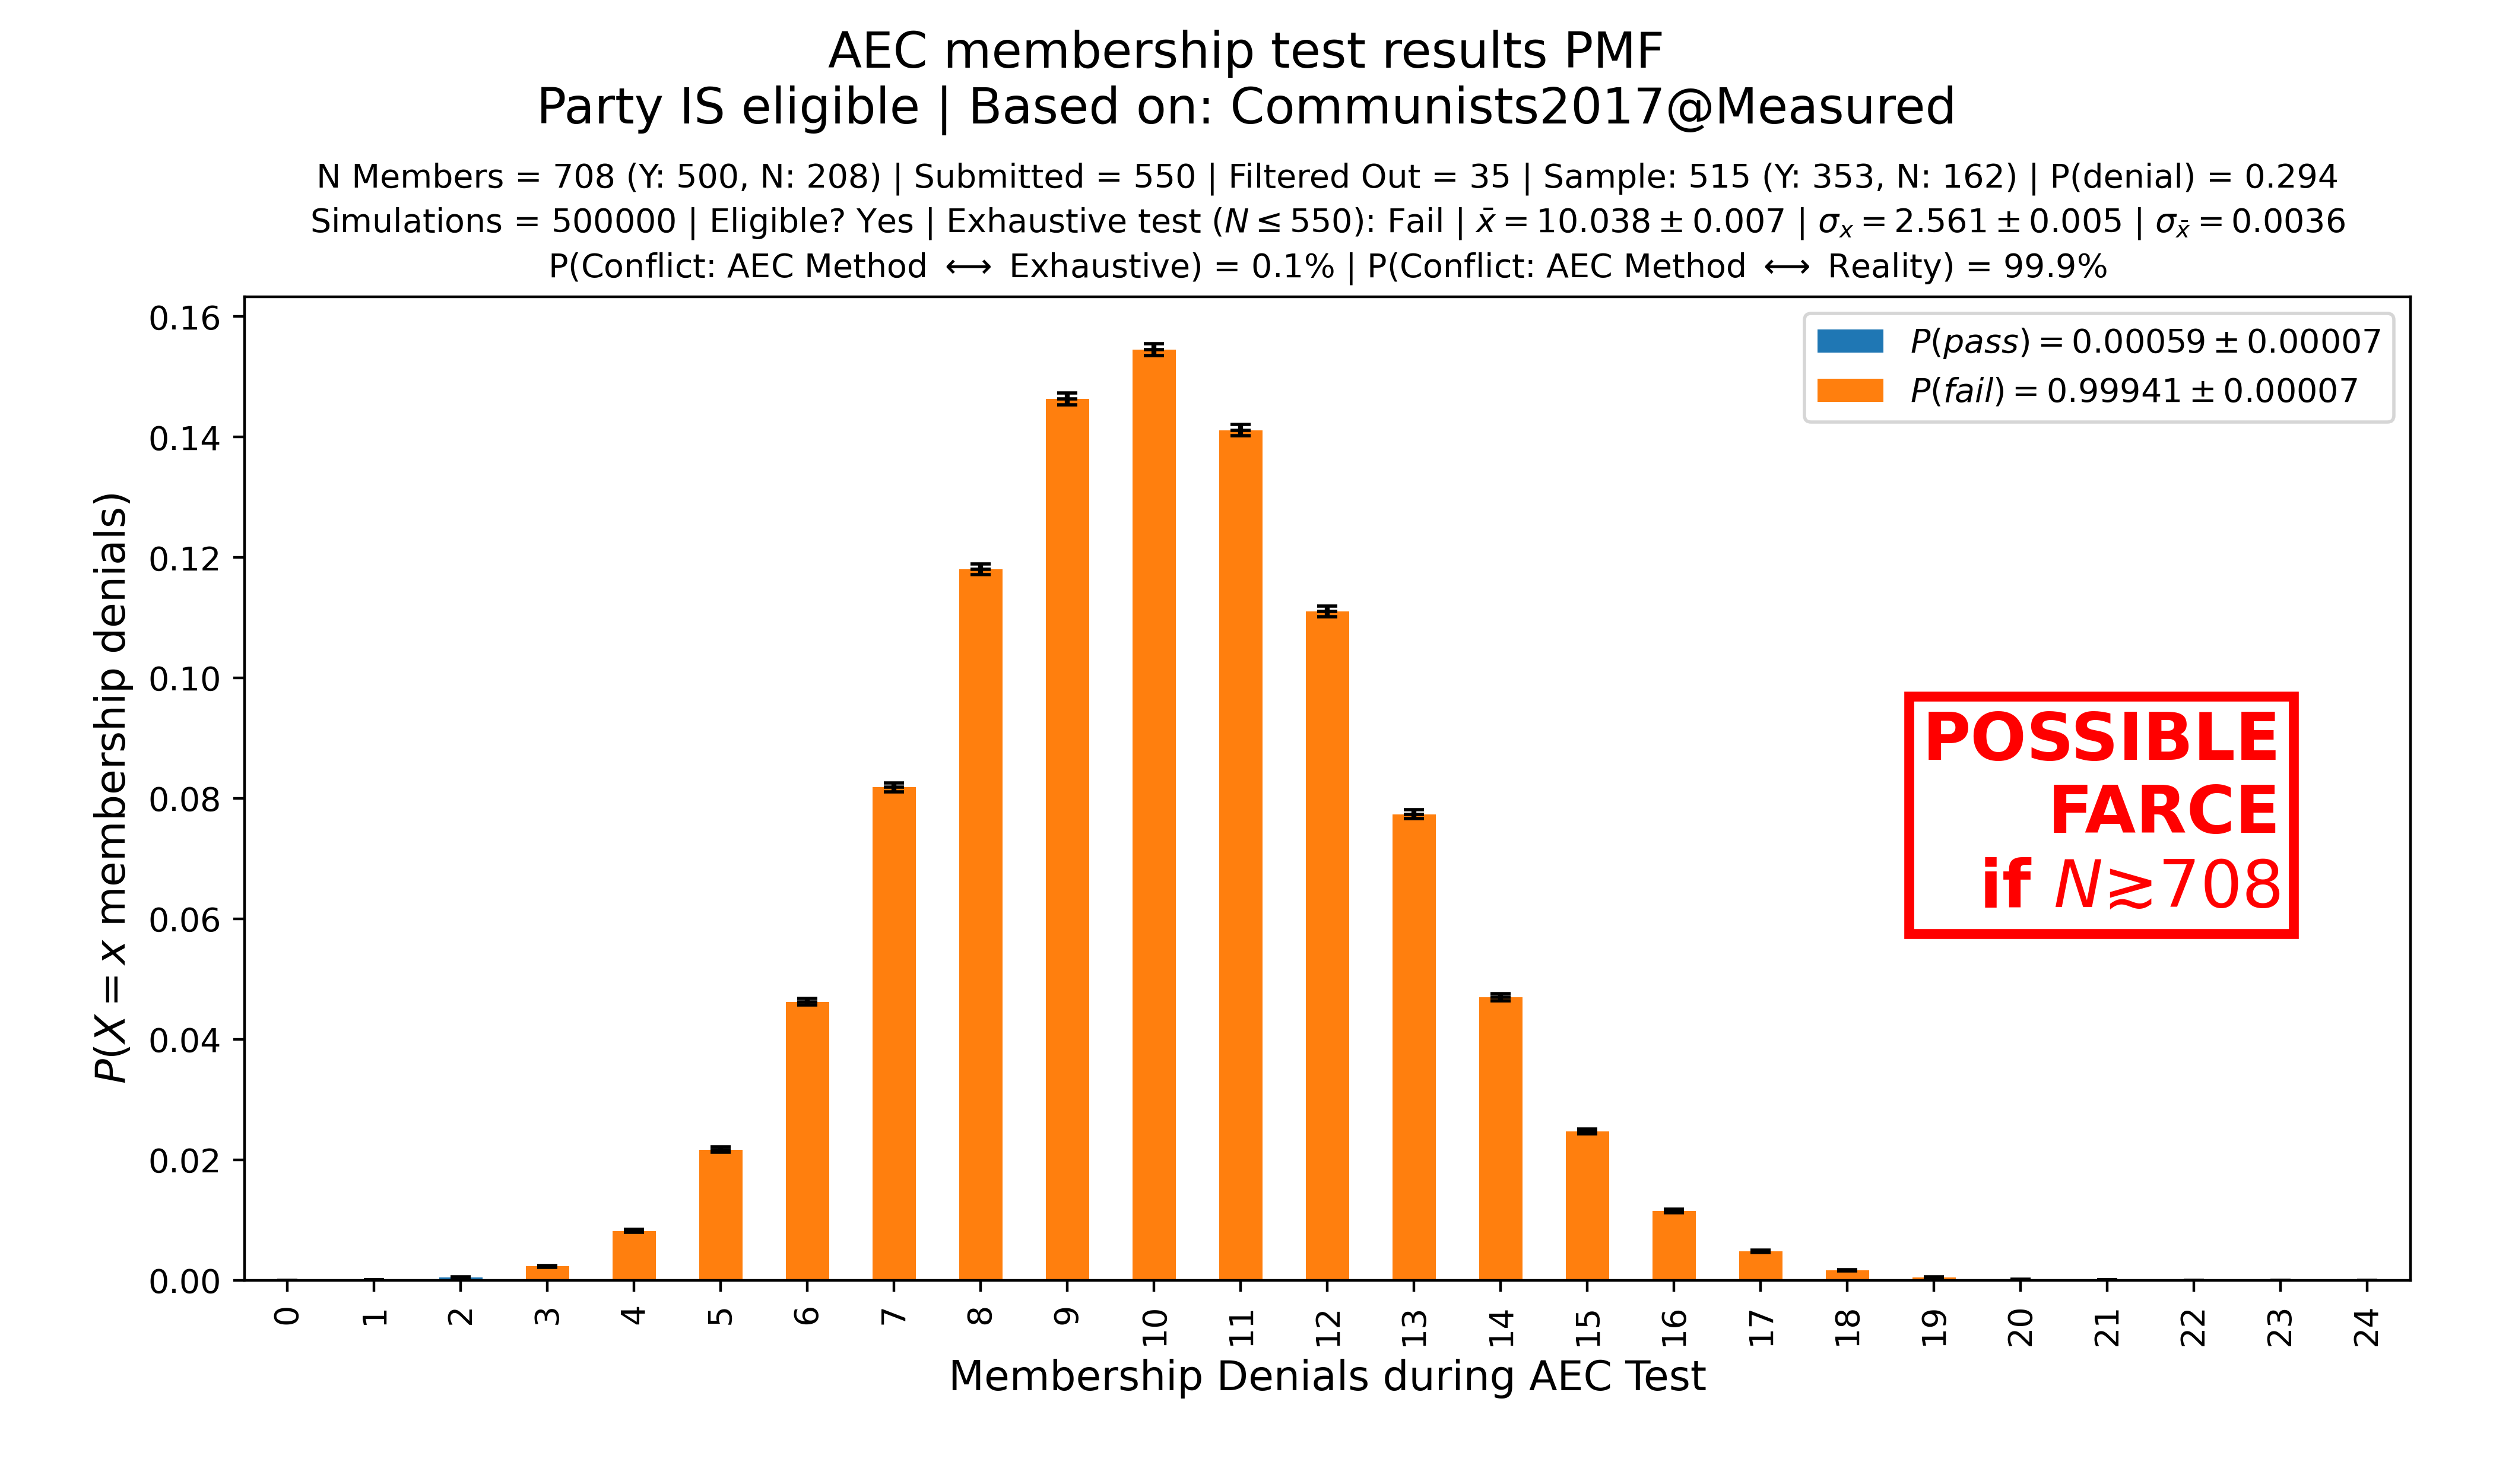 AEC membership test results PMF
Party IS eligible | Based on: Communists2017@Measured
N Members = 708 (Y: 500, N: 208) | Submitted = 550 | Filtered Out = 35 | Sample: 515 (Y: 353, N: 162) | P(denial) = 0.294
Simulations = 500000 | Eligible? Yes | Exhaustive test (N ≤ 550): Fail | x̄ = 10.038 ± 0.007 | σₓ = 2.561 ± 0.005 | σ_x̄ = 0.0036
P(Conflict: AEC Method ⟷ Exhaustive) = 0.1% | P(Conflict: AEC Method ⟷ Reality) = 99.9%
P(pass) = 0.00059 ± 0.00007
P(fail) = 0.99941 ± 0.00007
POSSIBLE
FARCE
if N⪆708
P(X = x membership denials)
0.16
0.14
0.12
0.10
0.08
0.06
0.04
0.02
0.00
0 1 2 3 4 5 6 7 8 9 10 11 12 13 14 15 16 17 18 19 20 21 22 23 24
Membership Denials during AEC Test